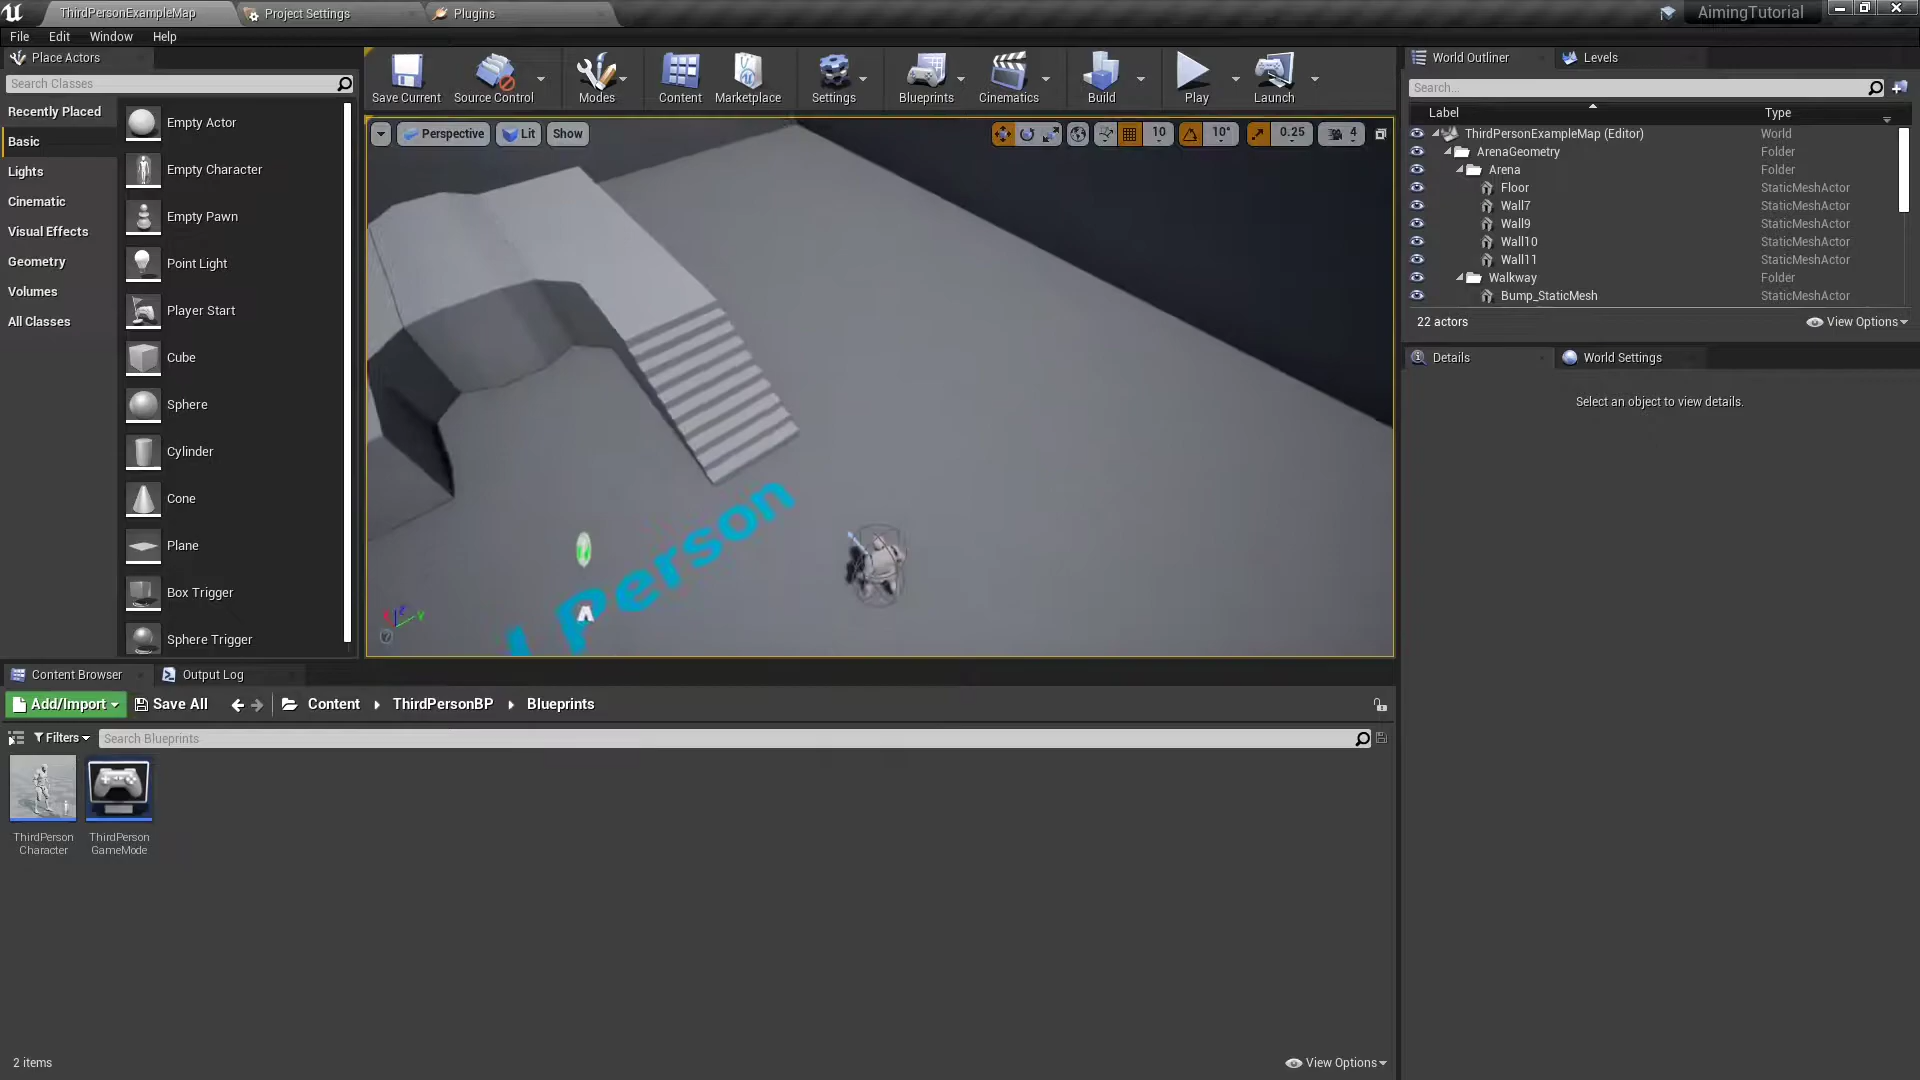 ThirdPersonExampleMap
Project Settings
Plugins
AimingTutorial
File Edit Window Help
Place Actors
Search Classes
Recently Placed
Basic
Lights
Cinematic
Visual Effects
Geometry
Volumes
All Classes
Empty Actor
Empty Character
Empty Pawn
Point Light
Player Start
Cube
Sphere
Cylinder
Cone
Plane
Box Trigger
Sphere Trigger
Save Current
Source Control
Modes
Content
Marketplace
Settings
Blueprints
Cinematics
Build
Play
Launch
Perspective
Lit
Show
10
10°
0.25
4
Person
Z
Y
World Outliner
Levels
Search...
Label Type
ThirdPersonExampleMap (Editor) World
ArenaGeometry Folder
Arena Folder
Floor StaticMeshActor
Wall7 StaticMeshActor
Wall9 StaticMeshActor
Wall10 StaticMeshActor
Wall11 StaticMeshActor
Walkway Folder
Bump_StaticMesh StaticMeshActor
22 actors
View Options
Details
World Settings
Select an object to view details.
Content Browser
Output Log
Add/Import
Save All
Content
ThirdPersonBP
Blueprints
Filters
Search Blueprints
ThirdPerson
Character
ThirdPerson
GameMode
2 items
View Options